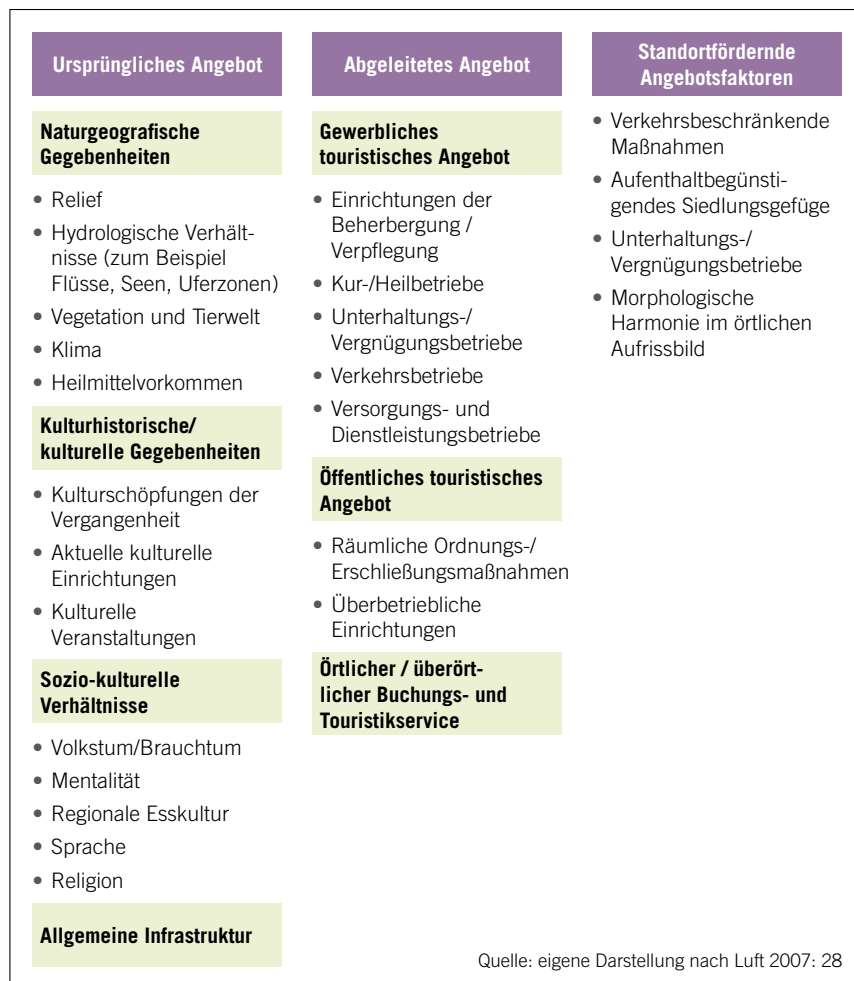 Ursprüngliches Angebot
Naturgeografische
Gegebenheiten
• Relief
• Hydrologische Verhält-
nisse (zum Beispiel
Flüsse, Seen, Uferzonen)
• Vegetation und Tierwelt
• Klima
• Heilmittelvorkommen
Kulturhistorische/
kulturelle Gegebenheiten
• Kulturschöpfungen der
Vergangenheit
• Aktuelle kulturelle
Einrichtungen
• Kulturelle
Veranstaltungen
Sozio-kulturelle
Verhältnisse
• Volkstum/Brauchtum
• Mentalität
• Regionale Esskultur
• Sprache
• Religion
Allgemeine Infrastruktur
Abgeleitetes Angebot
Gewerbliches
touristisches Angebot
• Einrichtungen der
Beherbergung /
Verpflegung
• Kur-/Heilbetriebe
• Unterhaltungs-/
Vergnügungsbetriebe
• Verkehrsbetriebe
• Versorgungs- und
Dienstleistungsbetriebe
Öffentliches touristisches
Angebot
• Räumliche Ordnungs-/
Erschließungsmaßnahmen
• Überbetriebliche
Einrichtungen
Örtlicher / überört-
licher Buchungs- und
Touristikservice
Standortfördernde
Angebotsfaktoren
• Verkehrsbeschränkende
Maßnahmen
• Aufenthaltbegünsti-
gendes Siedlungsgefüge
• Unterhaltungs-/
Vergnügungsbetriebe
• Morphologische
Harmonie im örtlichen
Aufrissbild
Quelle: eigene Darstellung nach Luft 2007: 28